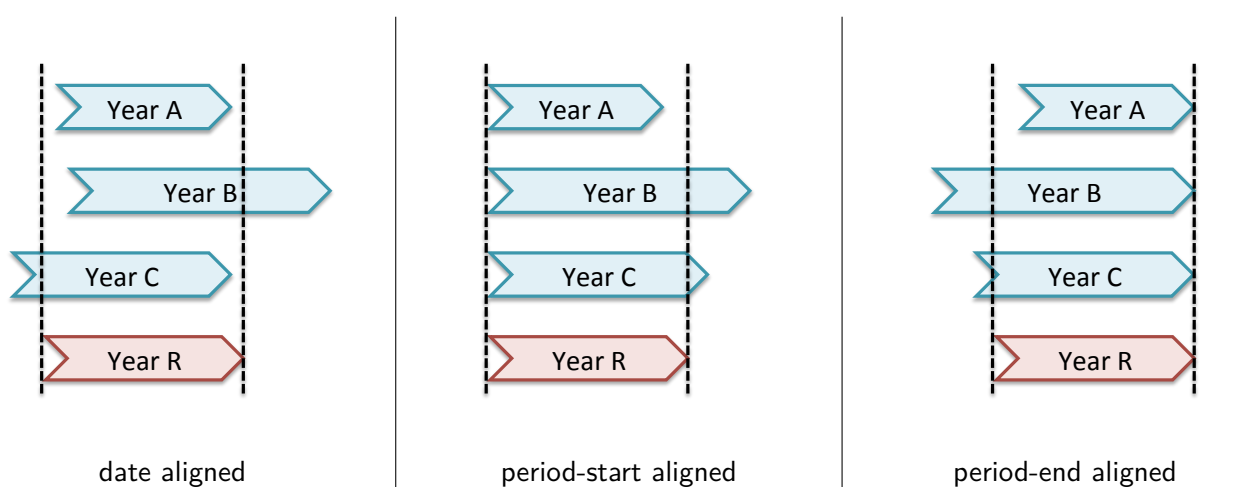 Year A
Year B
Year C
Year R
date aligned
Year A
Year B
Year C
Year R
period-start aligned
Year A
Year B
Year C
Year R
period-end aligned